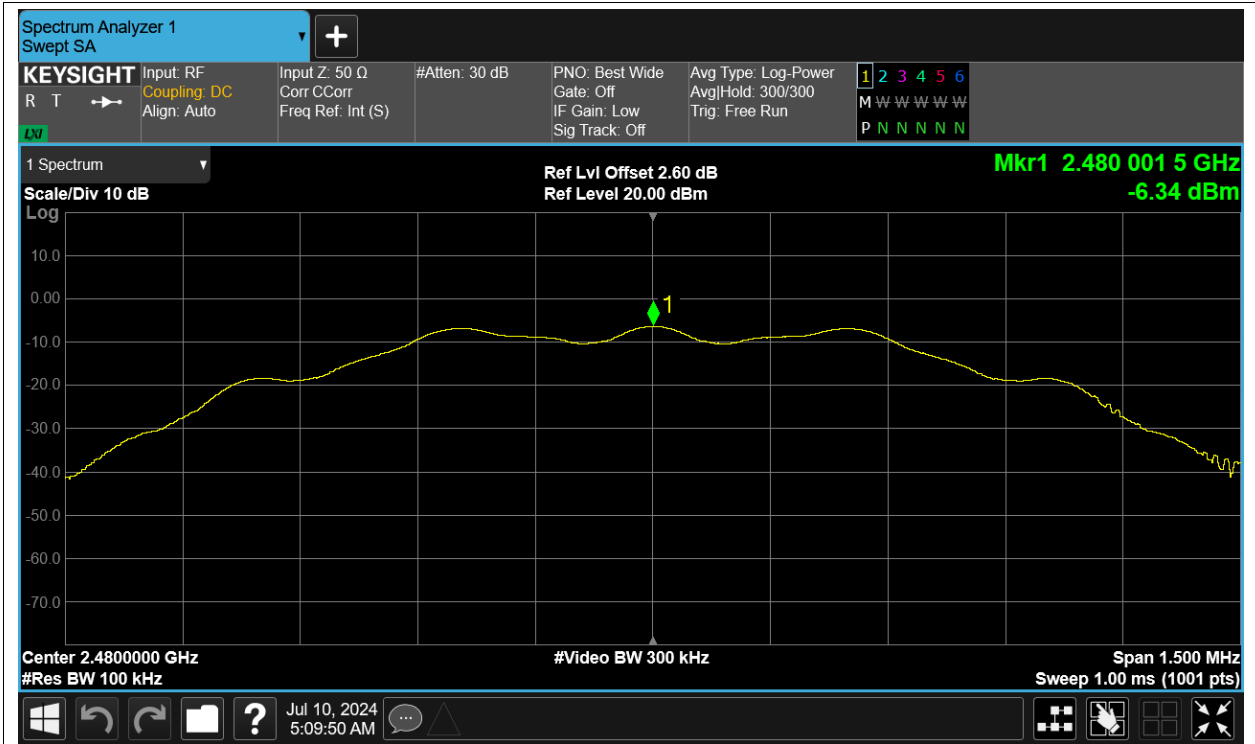 Spectrum Analyzer 1
Swept SA
KEYSIGHT
R T
LXI
Input: RF
Coupling: DC
Align: Auto
Input Z: 50 Ω
Corr CCorr
Freq Ref: Int (S)
#Atten: 30 dB
PNO: Best Wide
Gate: Off
IF Gain: Low
Sig Track: Off
Avg Type: Log-Power
Avg|Hold: 300/300
Trig: Free Run
1 2 3 4 5 6
M W W W W W
P N N N N N
1 Spectrum
Scale/Div 10 dB
Log
Ref Lvl Offset 2.60 dB
Ref Level 20.00 dBm
Mkr1 2.480 001 5 GHz
-6.34 dBm
10.0
0.00
1
-10.0
-20.0
-30.0
-40.0
-50.0
-60.0
-70.0
Center 2.4800000 GHz
#Video BW 300 kHz
Span 1.500 MHz
#Res BW 100 kHz
Sweep 1.00 ms (1001 pts)
?
Jul 10, 2024
5:09:50 AM